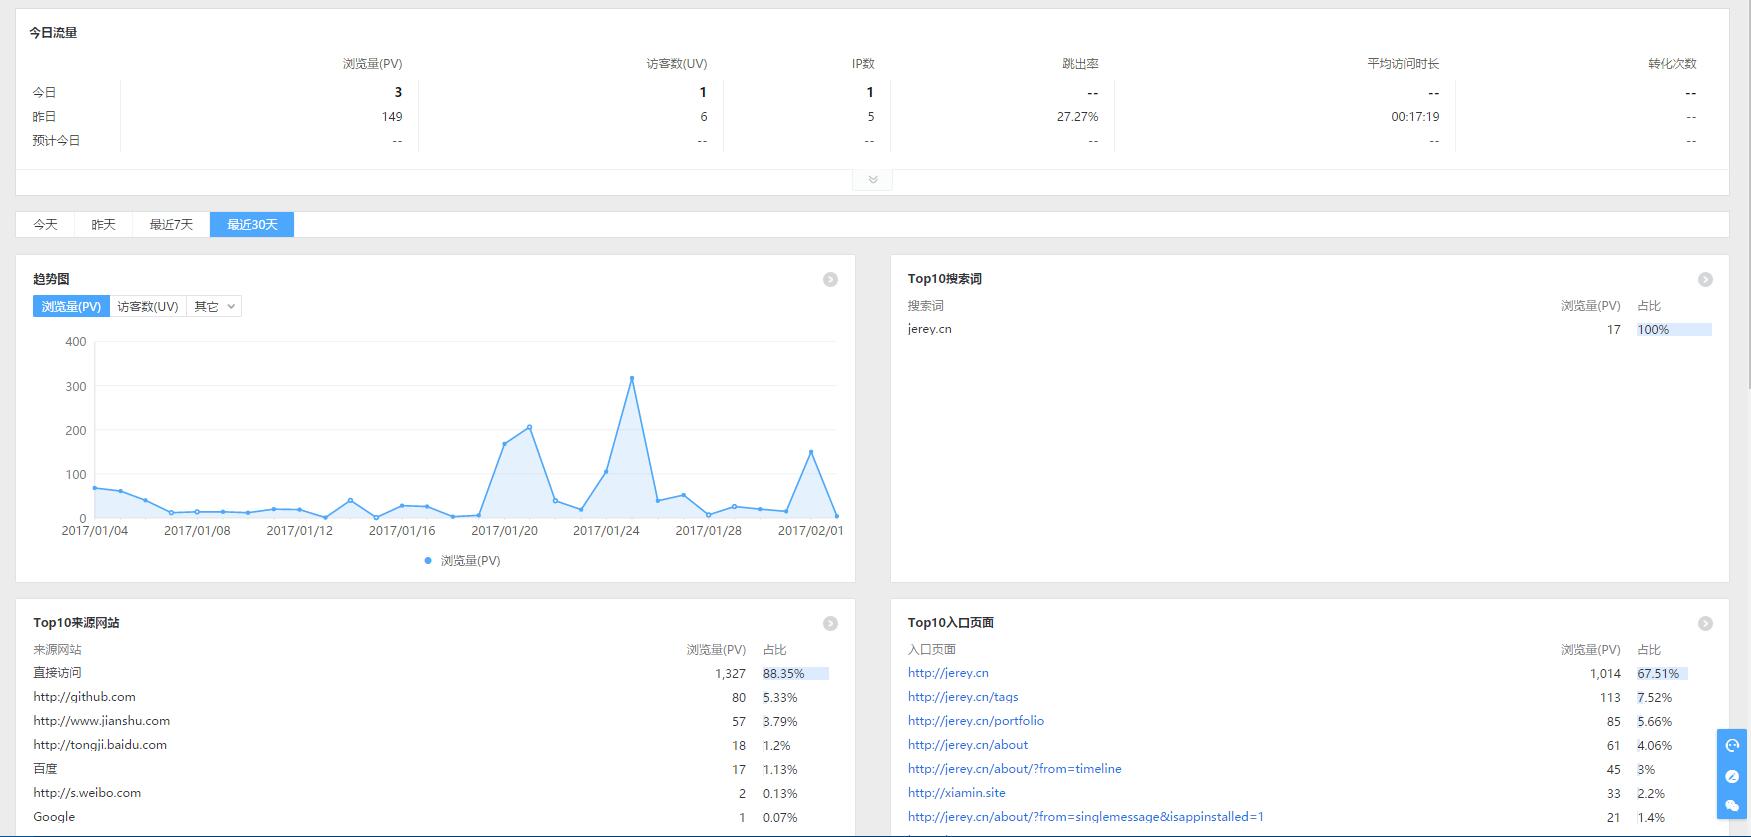 今日流量
浏览量(PV) 访客数(UV) IP数 跳出率 平均访问时长 转化次数
今日 3 1 1 -- -- --
昨日 149 6 5 27.27% 00:17:19 --
预计今日 -- -- -- -- -- --
今天 昨天 最近7天 最近30天
趋势图
浏览量(PV) 访客数(UV) 其它
400
300
200
100
0
2017/01/04 2017/01/08 2017/01/12 2017/01/16 2017/01/20 2017/01/24 2017/01/28 2017/02/01
浏览量(PV)
Top10搜索词
搜索词 浏览量(PV) 占比
jerey.cn 17 100%
Top10来源网站
来源网站 浏览量(PV) 占比
直接访问 1,327 88.35%
http://github.com 80 5.33%
http://www.jianshu.com 57 3.79%
http://tongji.baidu.com 18 1.2%
百度 17 1.13%
http://s.weibo.com 2 0.13%
Google 1 0.07%
Top10入口页面
入口页面 浏览量(PV) 占比
http://jerey.cn 1,014 67.51%
http://jerey.cn/tags 113 7.52%
http://jerey.cn/portfolio 85 5.66%
http://jerey.cn/about 61 4.06%
http://jerey.cn/about/?from=timeline 45 3%
http://xiamin.site 33 2.2%
http://jerey.cn/about/?from=singlemessage&isappinstalled=1 21 1.4%